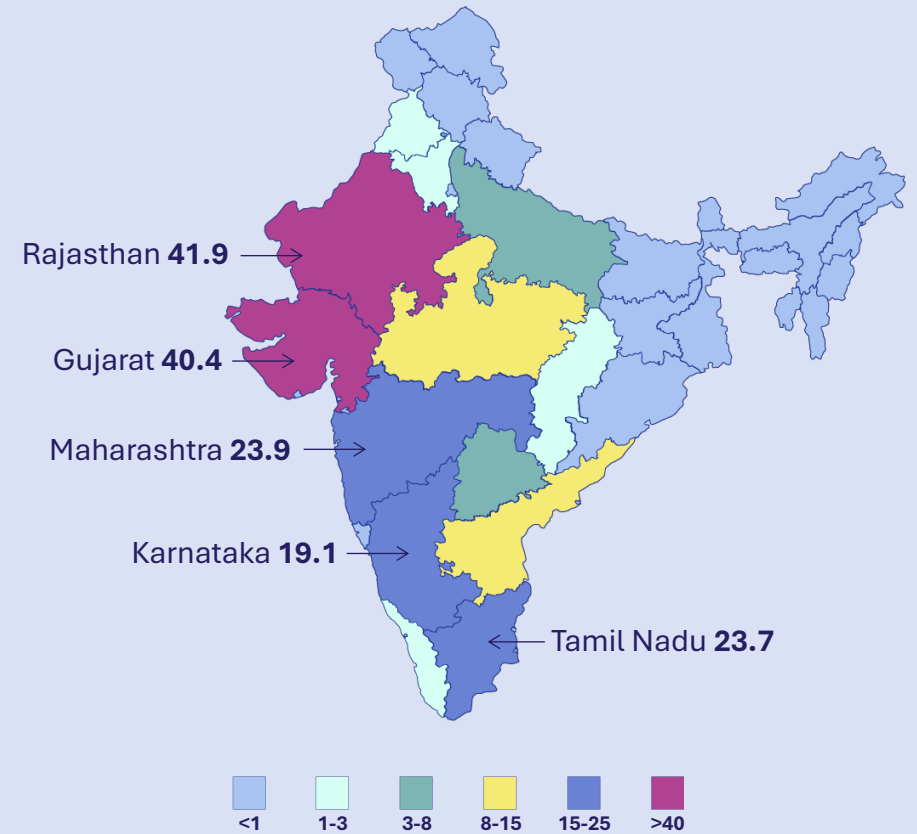 Rajasthan 41.9
Gujarat 40.4
Maharashtra 23.9
Karnataka 19.1
Tamil Nadu 23.7
<1 1-3 3-8 8-15 15-25 >40